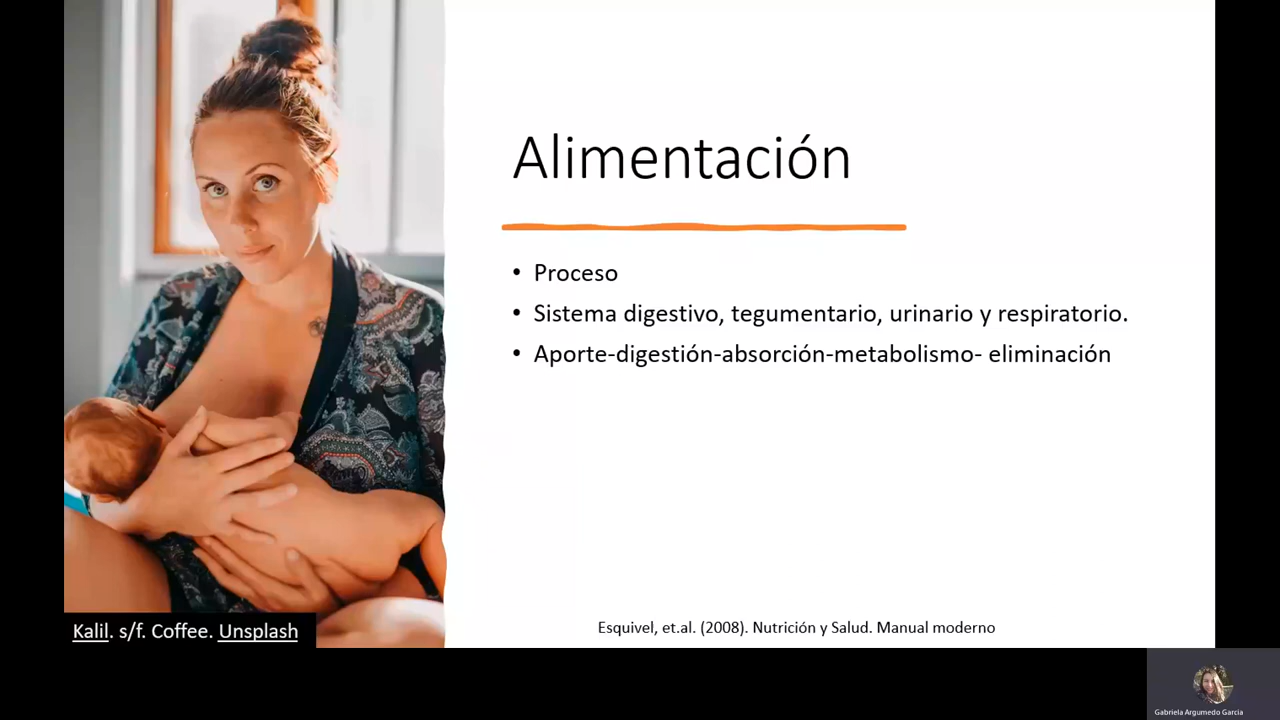 Alimentación
• Proceso
• Sistema digestivo, tegumentario, urinario y respiratorio.
• Aporte-digestión-absorción-metabolismo- eliminación
Kalil. s/f. Coffee. Unsplash
Esquivel, et.al. (2008). Nutrición y Salud. Manual moderno
Gabriela Argumedo Garcia